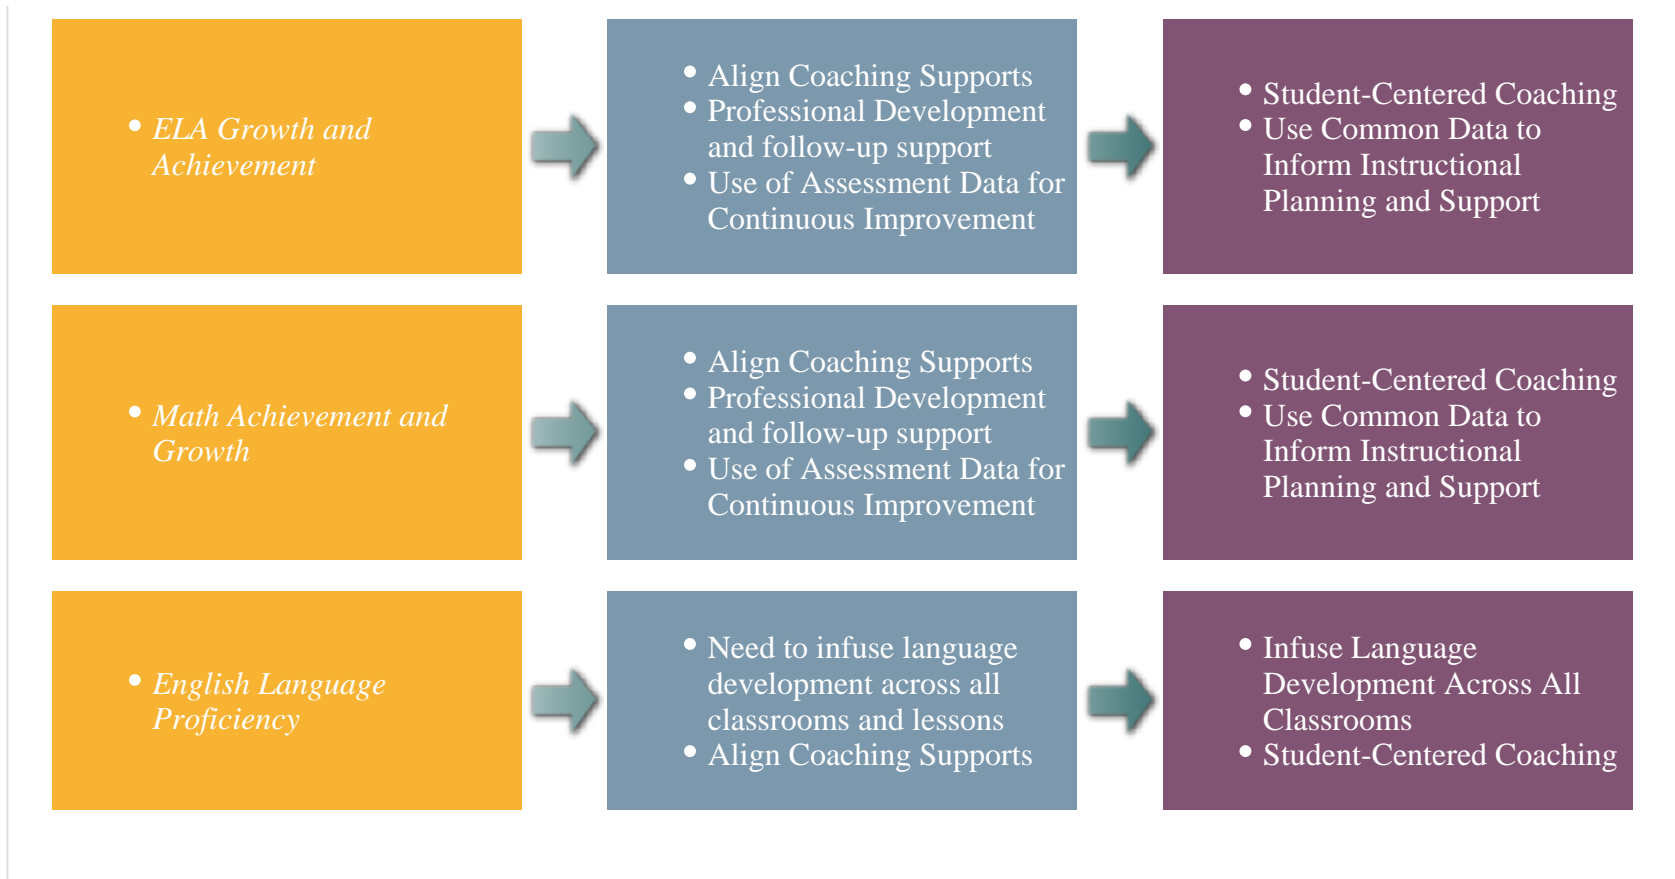 • ELA Growth and
Achievement
• Align Coaching Supports
• Professional Development
and follow-up support
• Use of Assessment Data for
Continuous Improvement
• Student-Centered Coaching
• Use Common Data to
Inform Instructional
Planning and Support
• Math Achievement and
Growth
• Align Coaching Supports
• Professional Development
and follow-up support
• Use of Assessment Data for
Continuous Improvement
• Student-Centered Coaching
• Use Common Data to
Inform Instructional
Planning and Support
• English Language
Proficiency
• Need to infuse language
development across all
classrooms and lessons
• Align Coaching Supports
• Infuse Language
Development Across All
Classrooms
• Student-Centered Coaching